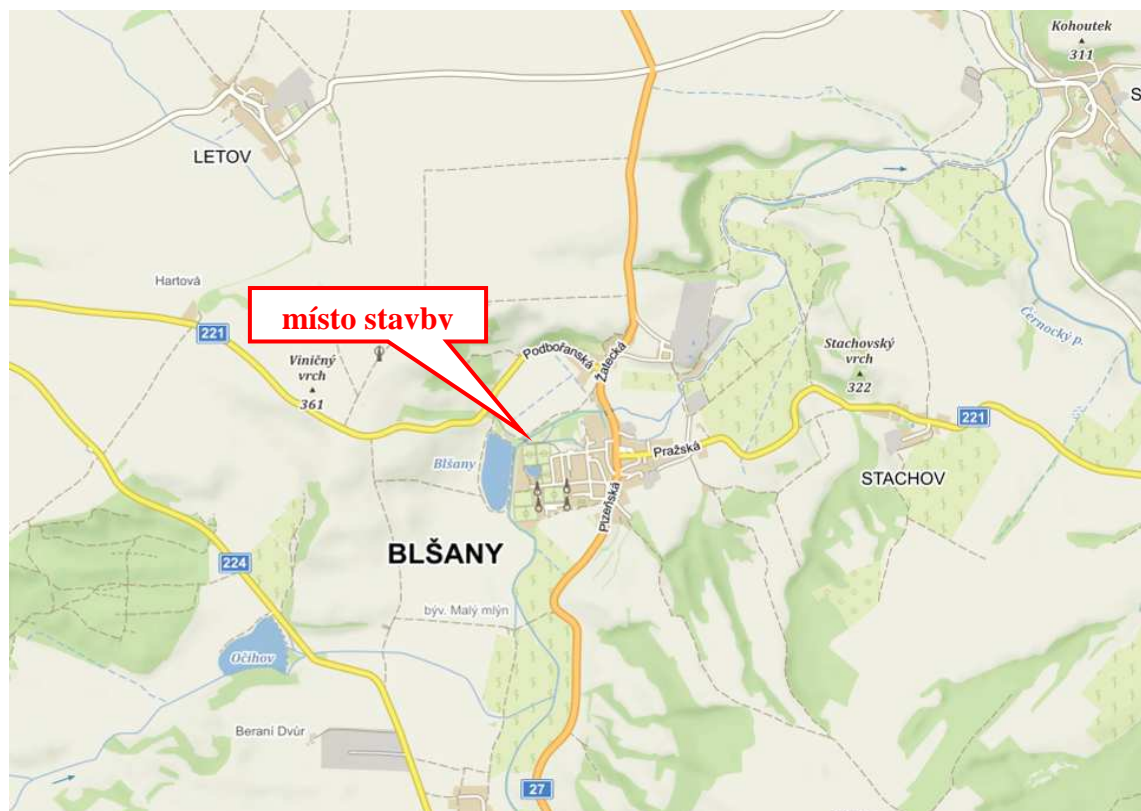 Kohoutek
311
S
LETOV
Hartová
221
místo stavby
Viničný
vrch
361
Podbořanská
Žatecká
Stachovský
vrch
322
Černocký p.
221
Blšany
Pražská
STACHOV
Plzeňská
BLŠANY
224
býv. Malý mlýn
Očihov
Beraní Dvůr
27